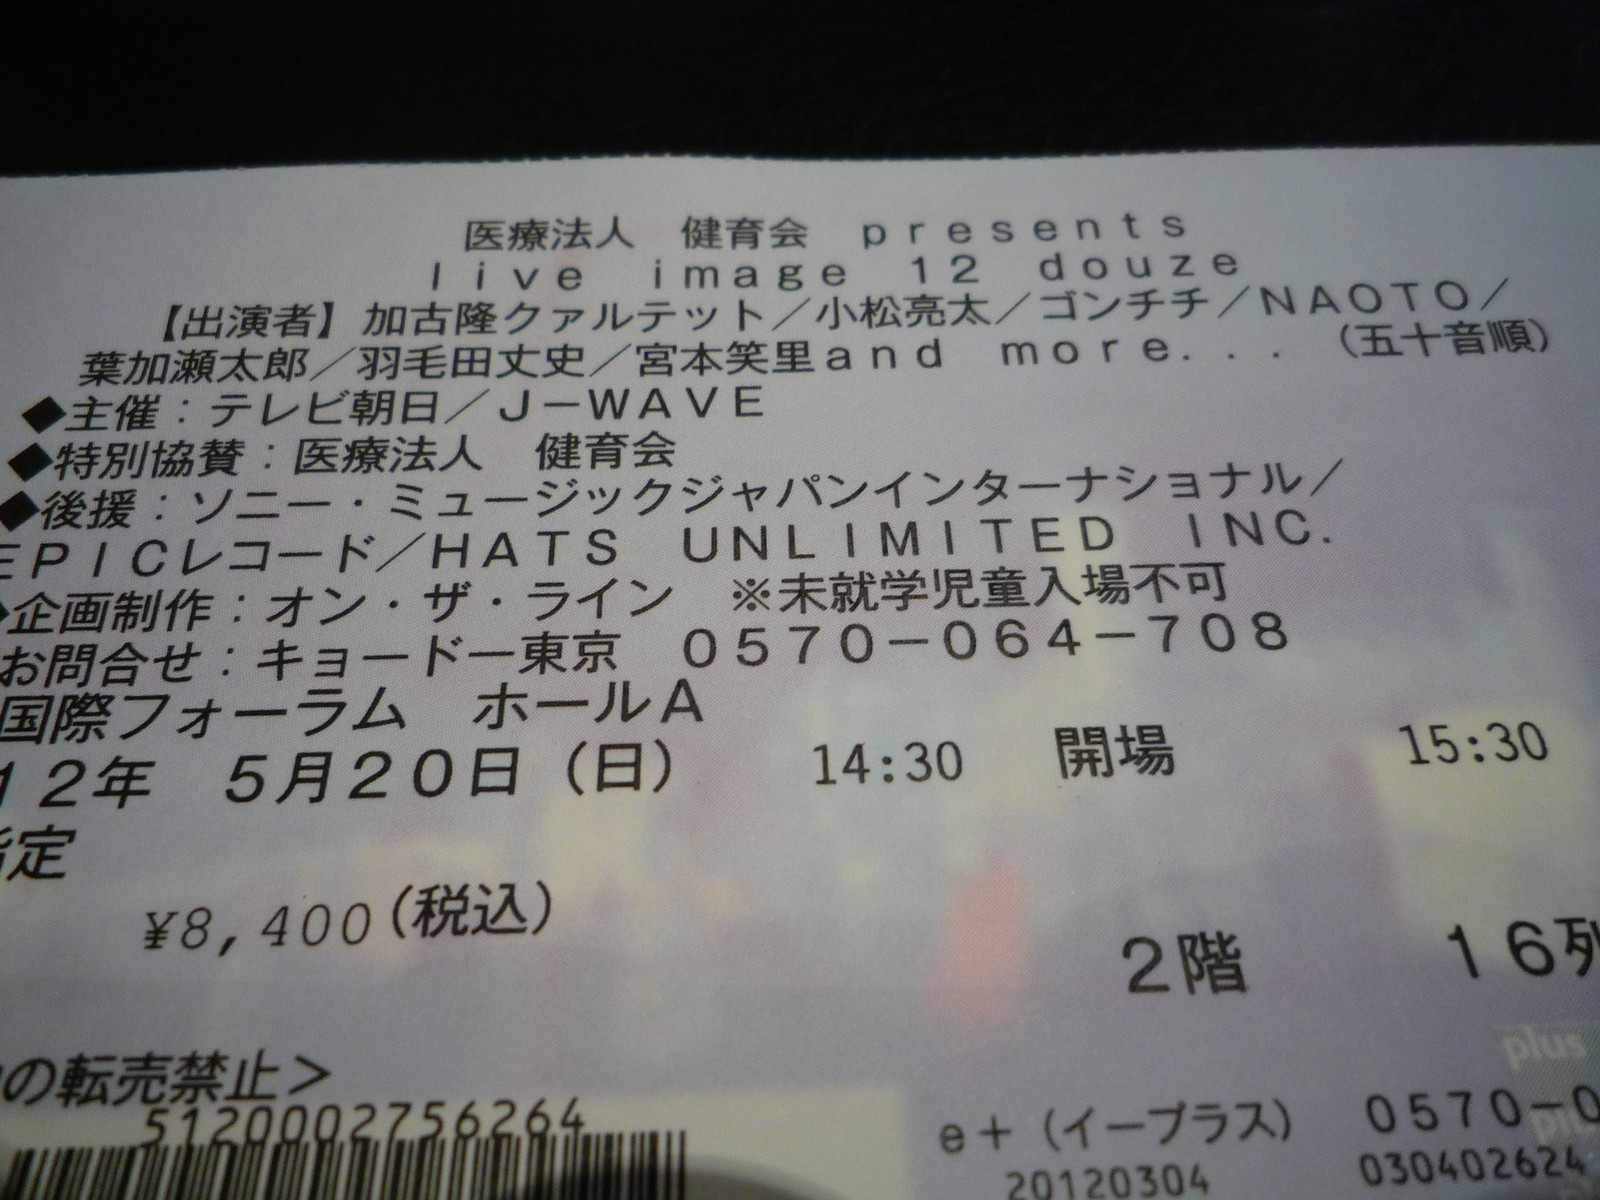 医療法人　健育会　presents
live image 12 douze
【出演者】加古隆クァルテット／小松亮太／ゴンチチ／NAOTO／
葉加瀬太郎／羽毛田丈史／宮本笑里and more... （五十音順）
◆主催：テレビ朝日／J－WAVE
◆特別協賛：医療法人　健育会
◆後援：ソニー・ミュージックジャパンインターナショナル／
EPICレコード／HATS UNLIMITED INC.
◆企画制作：オン・ザ・ライン　※未就学児童入場不可
お問合せ：キョードー東京　0570－064－708
国際フォーラム　ホールA
12年　5月20日（日）　14:30　開場　15:30
指定
¥8,400(税込)
2階　16列
の転売禁止＞
plus
5120002756264
e＋（イープラス）　0570－0
20120304　030402624